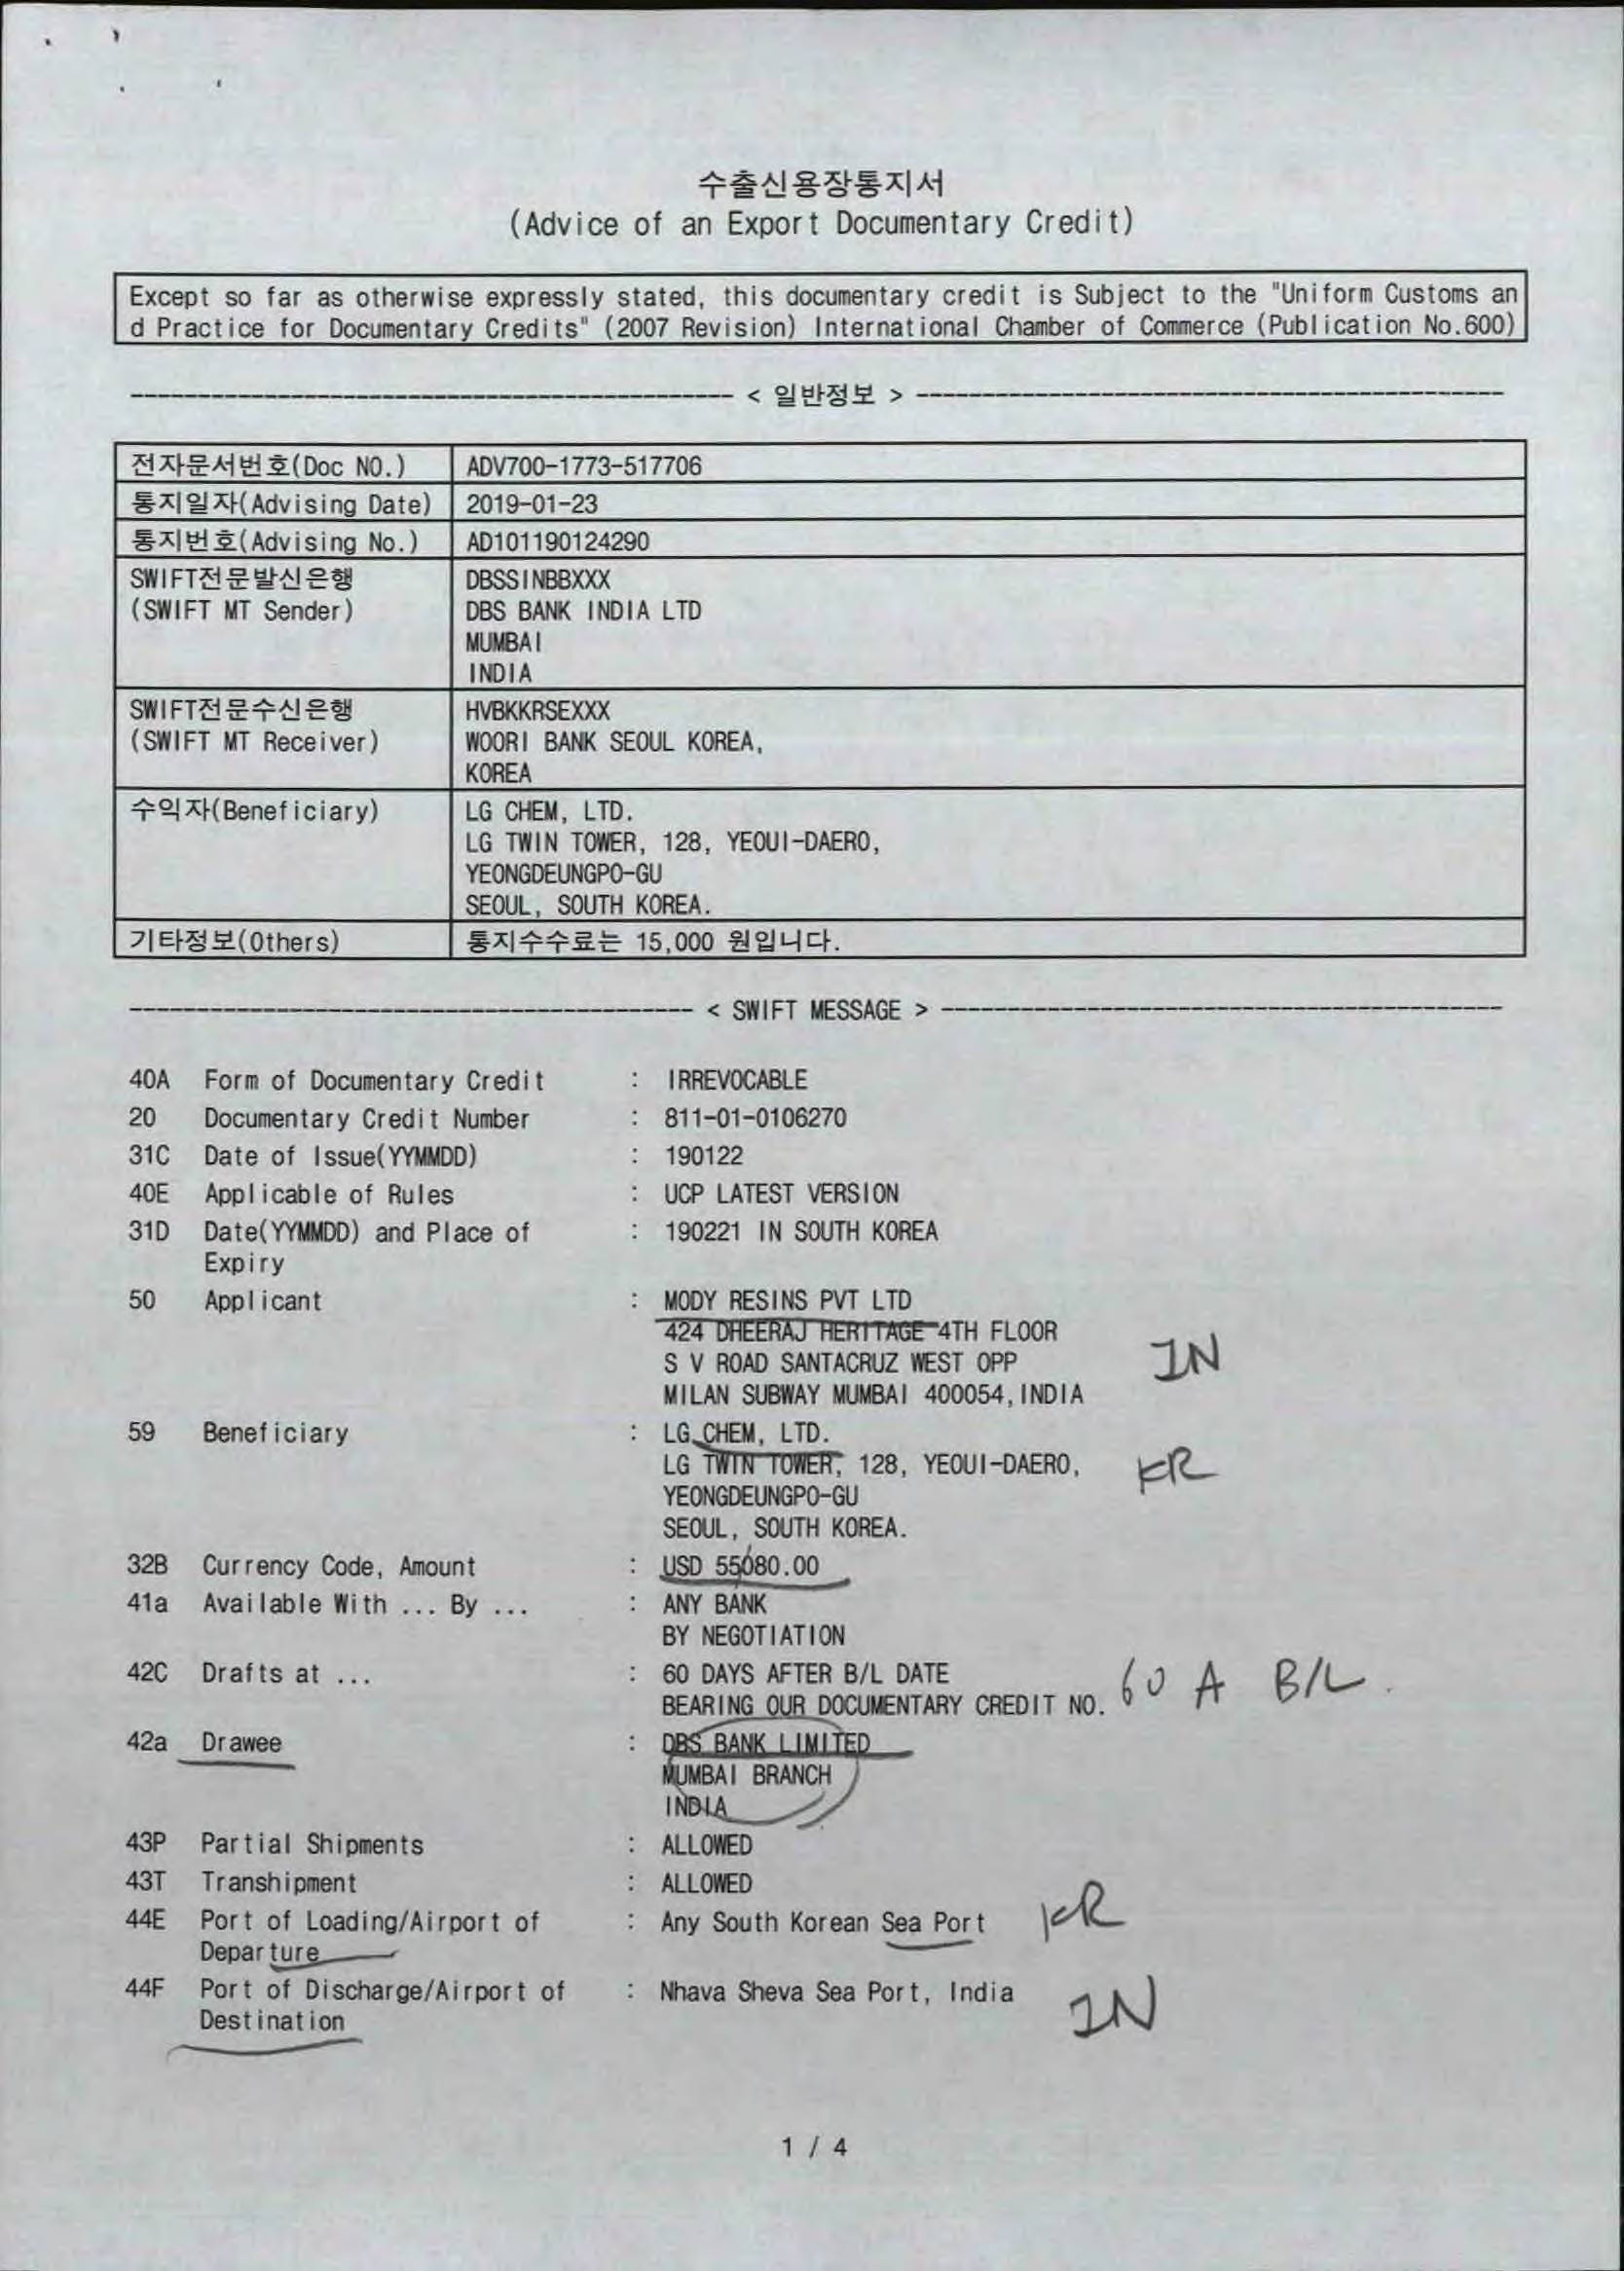 수출신용장통지서
(Advice of an Export Documentary Credit)
Except so far as otherwise expressly stated, this documentary credit is Subject to the "Uniform Customs an
d Practice for Documentary Credits" (2007 Revision) International Chamber of Commerce (Publication No.600)
< 일반정보 >
전자문서번호(Doc NO.) ADV700-1773-517706
통지일자(Advising Date) 2019-01-23
통지번호(Advising No.) AD101190124290
SWIFT전문발신은행 DBSSINBBXXX
(SWIFT MT Sender) DBS BANK INDIA LTD
MUMBAI
INDIA
SWIFT전문수신은행 HVBKKRSEXXX
(SWIFT MT Receiver) WOORI BANK SEOUL KOREA,
KOREA
수익자(Beneficiary) LG CHEM, LTD.
LG TWIN TOWER, 128, YEOUI-DAERO,
YEONGDEUNGPO-GU
SEOUL, SOUTH KOREA.
기타정보(Others) 통지수수료는 15,000 원입니다.
< SWIFT MESSAGE >
40A Form of Documentary Credit : IRREVOCABLE
20 Documentary Credit Number : 811-01-0106270
31C Date of Issue(YYMMDD) : 190122
40E Applicable of Rules : UCP LATEST VERSION
31D Date(YYMMDD) and Place of : 190221 IN SOUTH KOREA
Expiry
50 Applicant : MODY RESINS PVT LTD
424 DHEERAJ HERITAGE 4TH FLOOR
S V ROAD SANTACRUZ WEST OPP IN
MILAN SUBWAY MUMBAI 400054,INDIA
59 Beneficiary : LG CHEM, LTD.
LG TWIN TOWER, 128, YEOUI-DAERO, KR
YEONGDEUNGPO-GU
SEOUL, SOUTH KOREA.
32B Currency Code, Amount : USD 55080.00
41a Available With ... By ... : ANY BANK
BY NEGOTIATION
42C Drafts at ... : 60 DAYS AFTER B/L DATE
BEARING OUR DOCUMENTARY CREDIT NO. 60 A B/L
42a Drawee : DBS BANK LIMITED
MUMBAI BRANCH
INDIA
43P Partial Shipments : ALLOWED
43T Transhipment : ALLOWED
44E Port of Loading/Airport of : Any South Korean Sea Port KR
Departure
44F Port of Discharge/Airport of : Nhava Sheva Sea Port, India IN
Destination
1 / 4